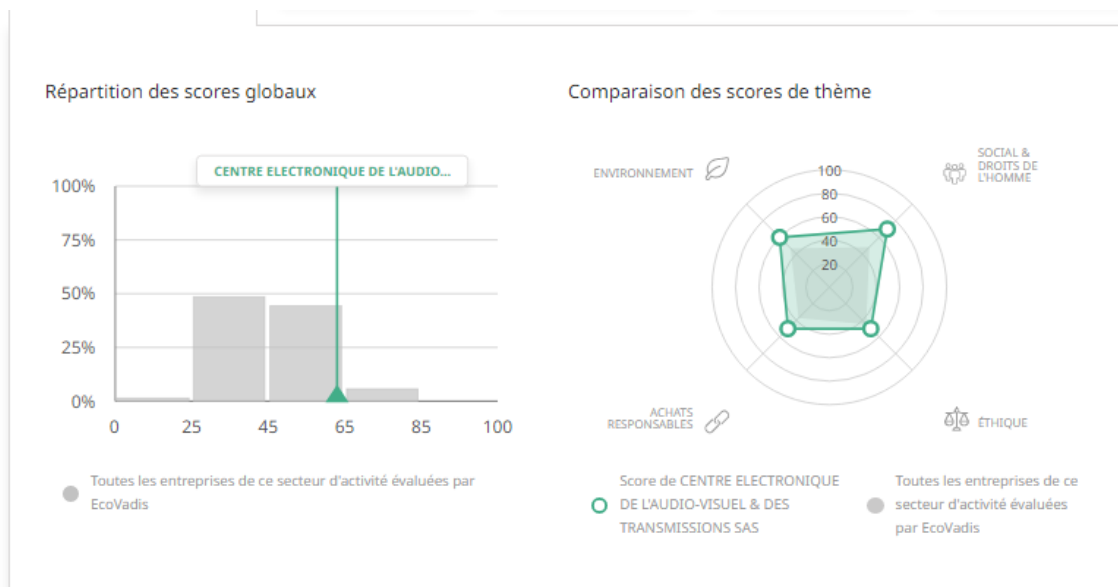 Répartition des scores globaux
CENTRE ELECTRONIQUE DE L'AUDIO...
100%
75%
50%
25%
0%
0 25 45 65 85 100
Toutes les entreprises de ce secteur d'activité évaluées par
EcoVadis
Comparaison des scores de thème
ENVIRONNEMENT
SOCIAL &
DROITS DE
L'HOMME
100
80
60
40
20
ACHATS
RESPONSABLES
ÉTHIQUE
Score de CENTRE ELECTRONIQUE
DE L'AUDIO-VISUEL & DES
TRANSMISSIONS SAS
Toutes les entreprises de ce
secteur d'activité évaluées
par EcoVadis